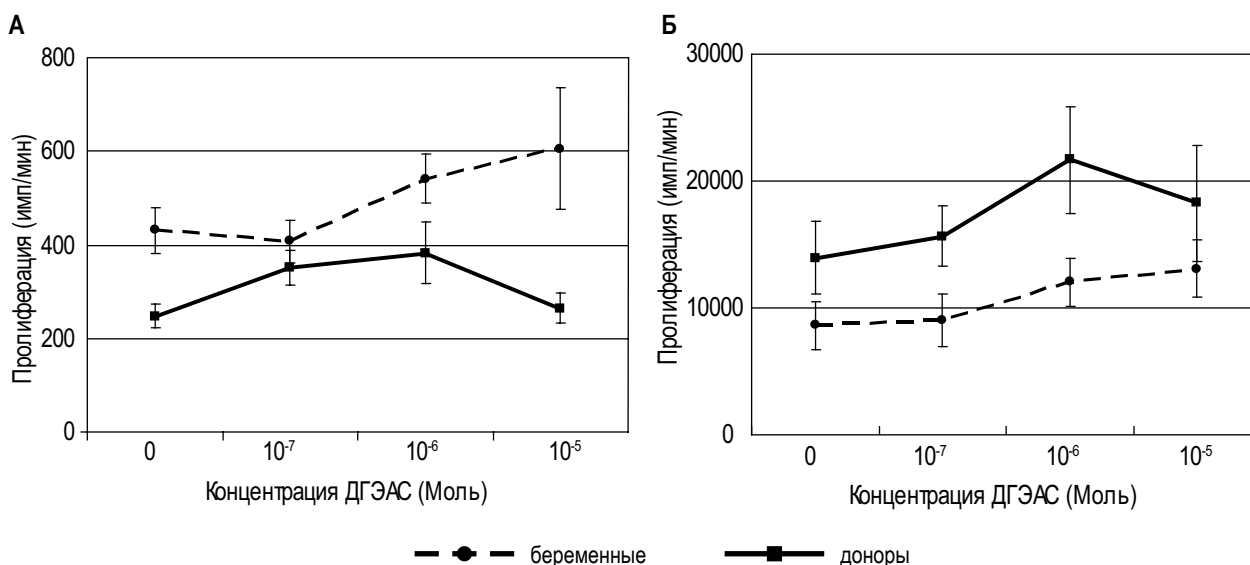 А
Пролиферация (имп/мин)
800
600
400
200
0
0 10⁻⁷ 10⁻⁶ 10⁻⁵
Концентрация ДГЭАС (Моль)
Б
Пролиферация (имп/мин)
30000
20000
10000
0
0 10⁻⁷ 10⁻⁶ 10⁻⁵
Концентрация ДГЭАС (Моль)
беременные
доноры